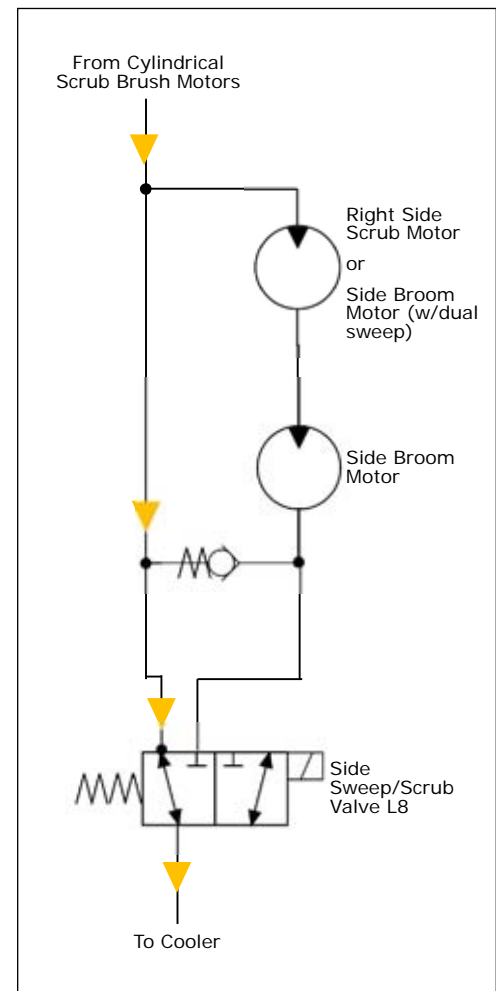 From Cylindrical
Scrub Brush Motors
Right Side
Scrub Motor
or
Side Broom
Motor (w/dual
sweep)
Side Broom
Motor
Side
Sweep/Scrub
Valve L8
To Cooler